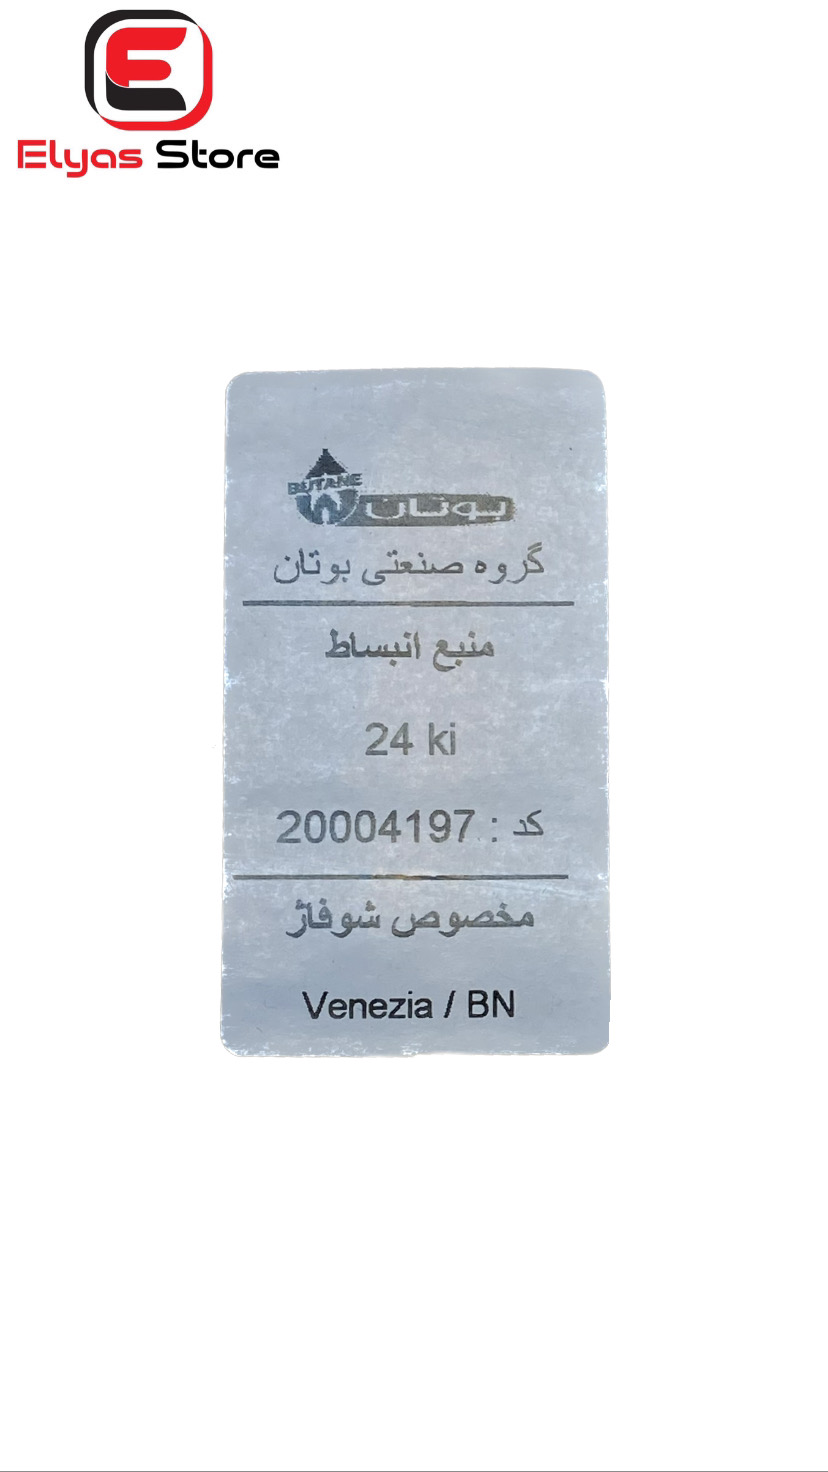 Elyas Store
BUTANE
بوتان
گروه صنعتی بوتان
منبع انبساط
24 ki
کد : 20004197
مخصوص شوفاژ
Venezia / BN